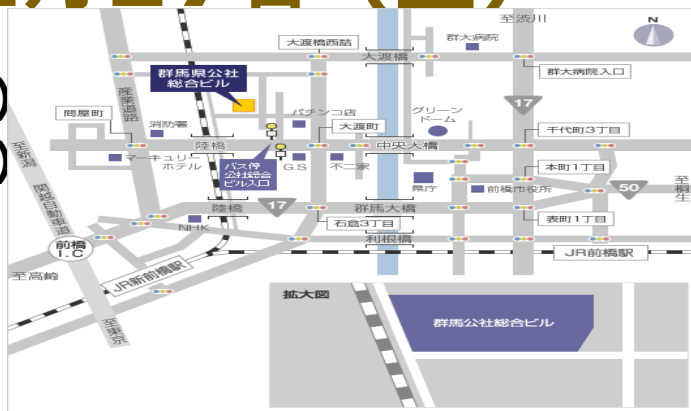 至渋川
N
大渡橋西詰
群大病院
大渡橋
群馬県公社
総合ビル
群大病院入口
産業道路
17
問屋町
消防署
パチンコ店
大渡町
グリーン
ドーム
千代町3丁目
陸橋
中央大橋
至新潟
マーキュリー
ホテル
バス停
公社総合
ビル入口
G.S
不二家
本町1丁目
関越自動車道
県庁
前橋市役所
50
至桐生
陸橋
17
群馬大橋
NHK
石倉3丁目
表町1丁目
前橋
I.C
利根橋
JR前橋駅
至高崎
JR新前橋駅
至東京
拡大図
群馬公社総合ビル